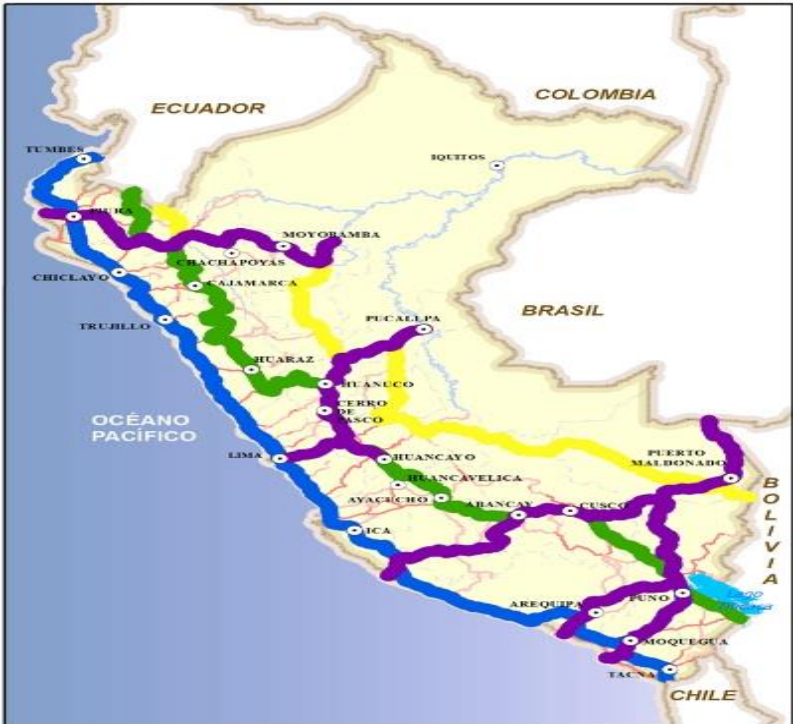 COLOMBIA
ECUADOR
TUMBES
IQUITOS
PIURA
MOYOBAMBA
CHACHAPOYAS
CHICLAYO
CAJAMARCA
BRASIL
TRUJILLO
PUCALLPA
HUARAZ
HUANUCO
CERRO
DE
PASCO
OCÉANO
PACÍFICO
LIMA
HUANCAYO
PUERTO
MALDONADO
HUANCAVELICA
AYACUCHO
ABANCAY
CUSCO
BOLIVIA
ICA
PUNO
Lago
AREQUIPA
MOQUEGUA
TACNA
CHILE